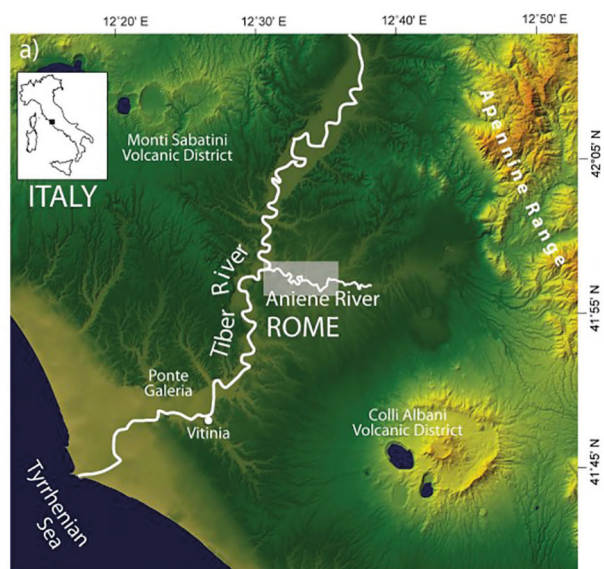 12°20' E
12°30' E
12°40' E
12°50' E
a)
ITALY
Monti Sabatini
Volcanic District
Apennine Range
42°05' N
Tiber River
Aniene River
ROME
41°55' N
Ponte
Galeria
Vitinia
Colli Albani
Volcanic District
41°45' N
Tyrrhenian
Sea